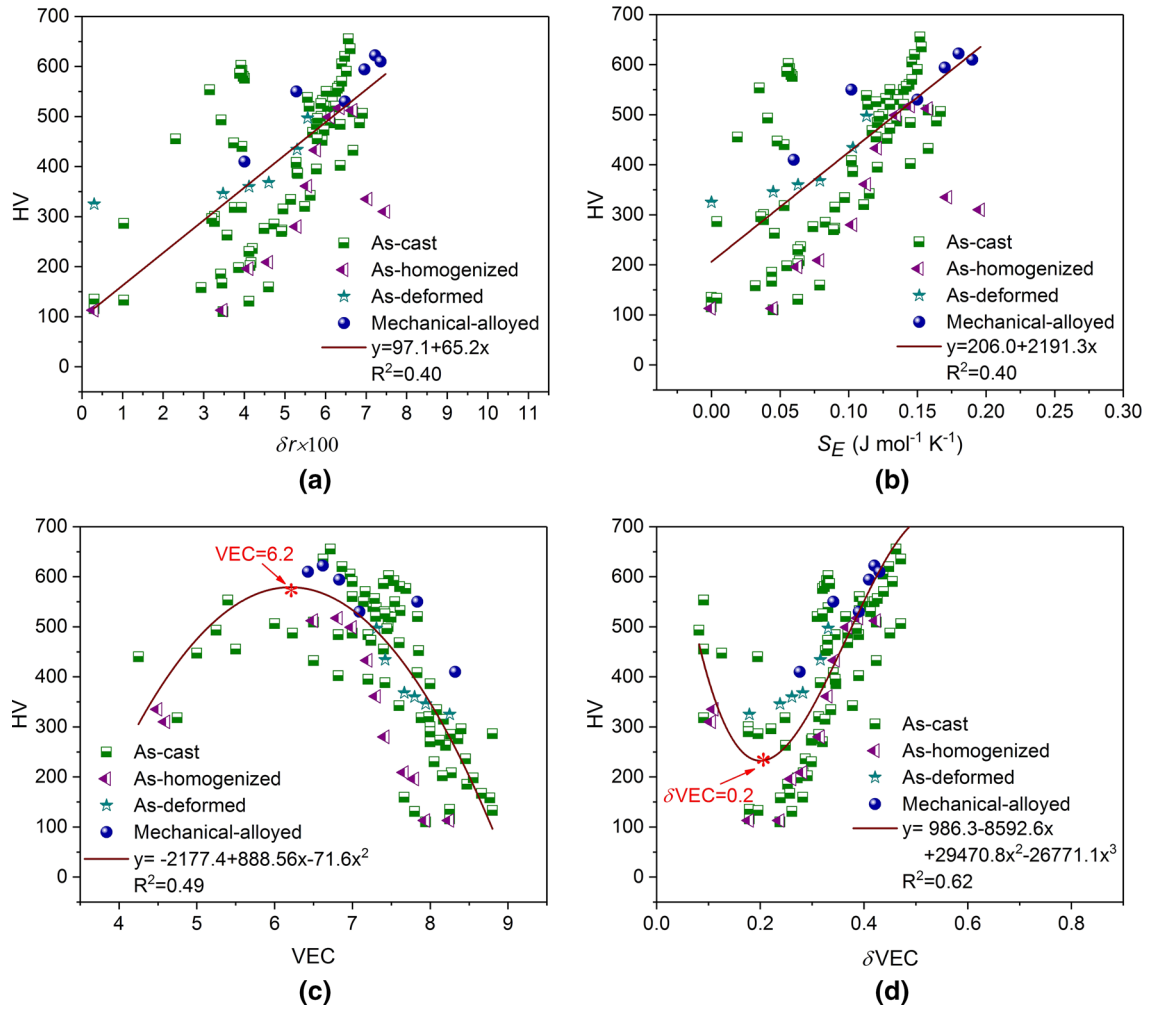 700
600
500
400
300
200
100
0
HV
As-cast
As-homogenized
As-deformed
Mechanical-alloyed
y=97.1+65.2x
R²=0.40
0 1 2 3 4 5 6 7 8 9 10 11
δr×100
(a)
700
600
500
400
300
200
100
0
HV
As-cast
As-homogenized
As-deformed
Mechanical-alloyed
y=206.0+2191.3x
R²=0.40
0.00 0.05 0.10 0.15 0.20 0.25 0.30
S_E (J mol⁻¹ K⁻¹)
(b)
700
600
500
400
300
200
100
0
HV
VEC=6.2
As-cast
As-homogenized
As-deformed
Mechanical-alloyed
y= -2177.4+888.56x-71.6x²
R²=0.49
4 5 6 7 8 9
VEC
(c)
700
600
500
400
300
200
100
0
HV
δVEC=0.2
As-cast
As-homogenized
As-deformed
Mechanical-alloyed
y= 986.3-8592.6x
+29470.8x²-26771.1x³
R²=0.62
0.0 0.2 0.4 0.6 0.8
δVEC
(d)